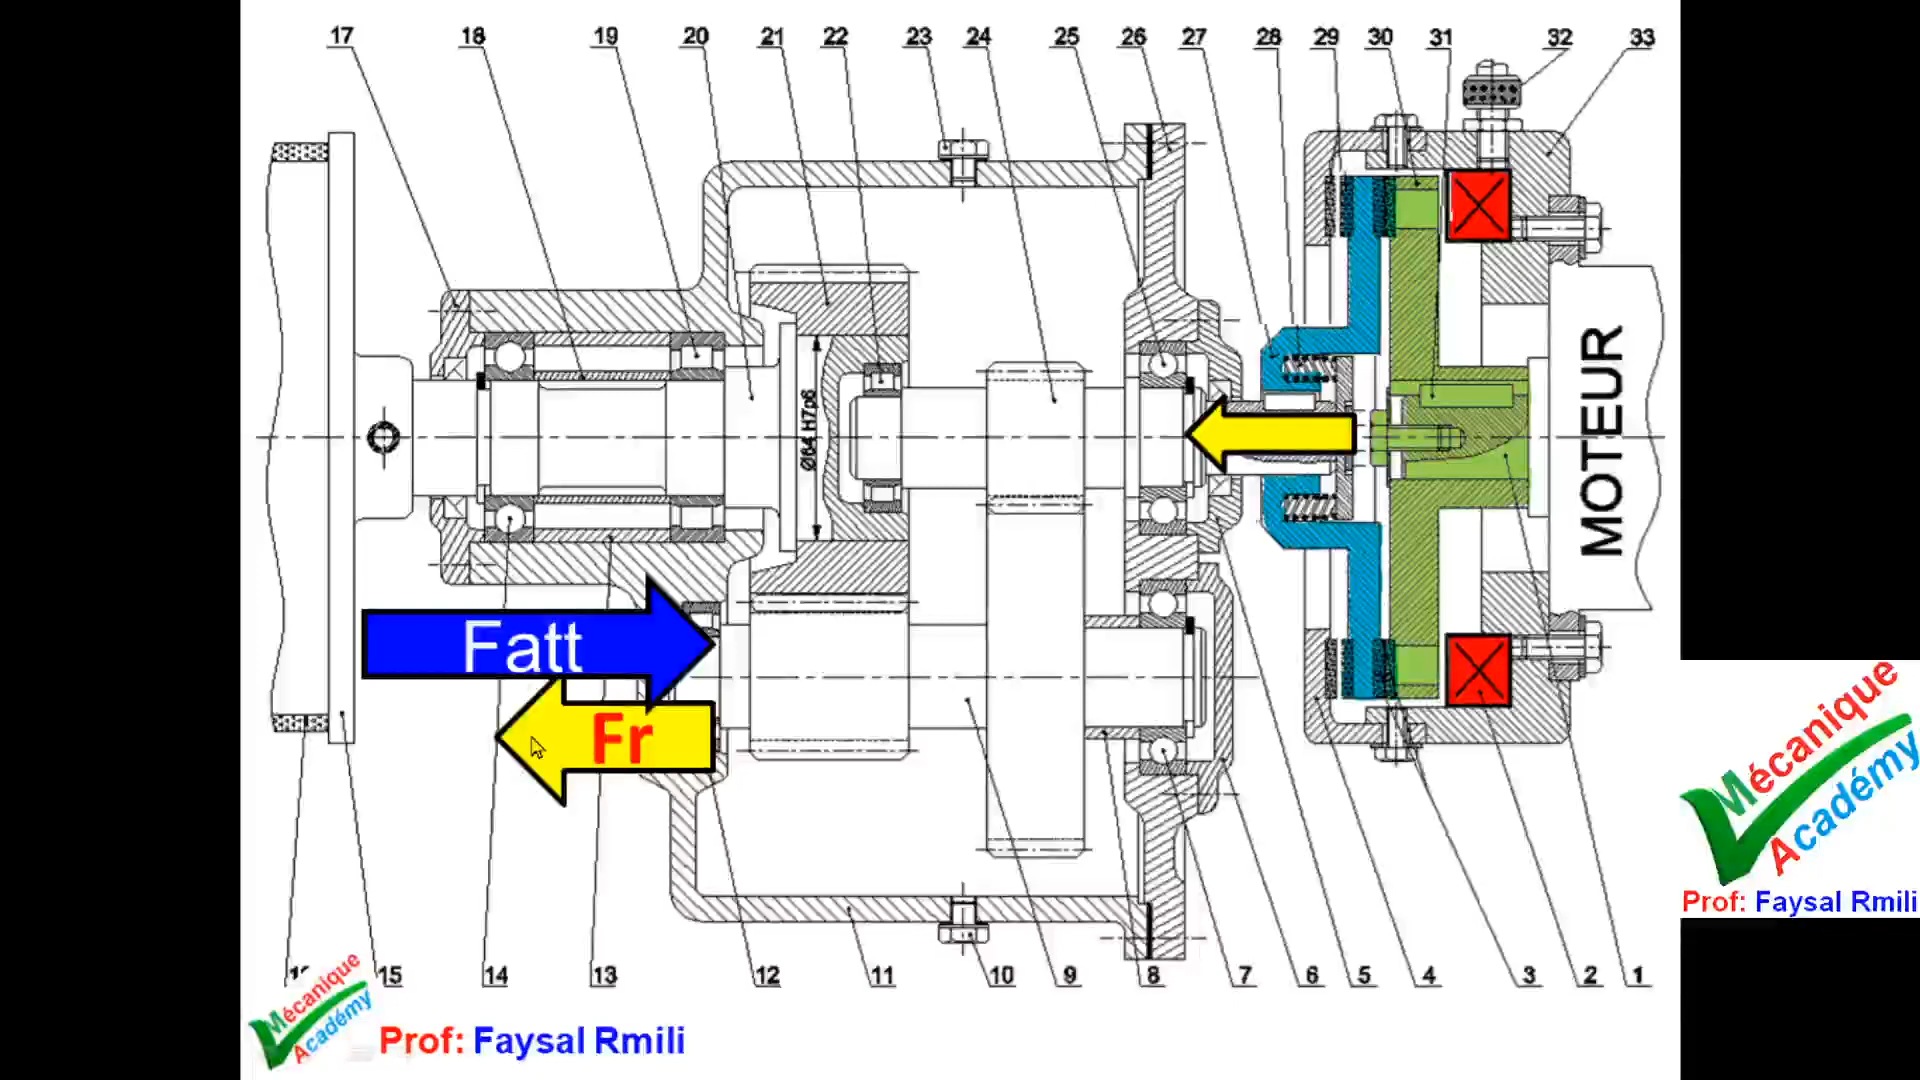 17 18 19 20 21 22 23 24 25 26 27 28 29 30 31 32 33
Ø64 H7p6
MOTEUR
Fatt
Fr
Mécanique
Académy
Prof: Faysal Rmili
15 14 13 12 11 10 9 8 7 6 5 4 3 2 1
Mécanique
Académy
Prof: Faysal Rmili